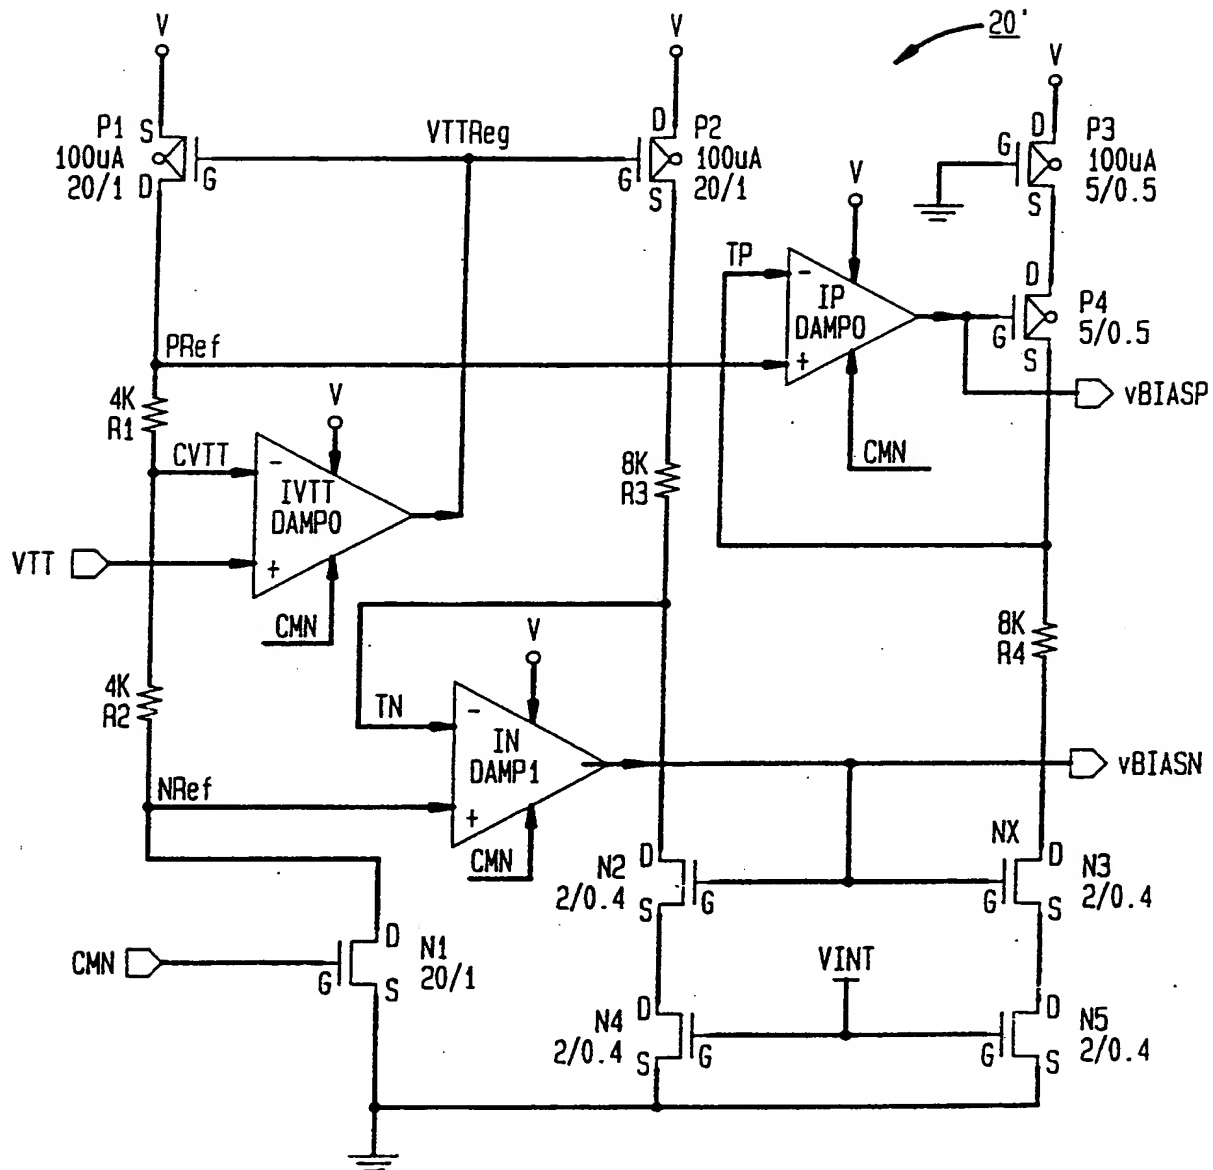 20'
V
V
V
P1
100uA
20/1
S
D
G
VTTReg
D
G
S
P2
100uA
20/1
G
D
S
P3
100uA
5/0.5
V
TP
-
IP
DAMP0
+
D
G
S
P4
5/0.5
PRef
vBIASP
4K
R1
V
CMN
CVTT
-
IVTT
DAMP0
+
8K
R3
VTT
CMN
V
8K
R4
4K
R2
TN
-
IN
DAMP1
+
vBIASN
NRef
CMN
NX
N2
2/0.4
D
S
G
D
G
S
N3
2/0.4
CMN
G
D
S
N1
20/1
VINT
N4
2/0.4
D
S
G
D
G
S
N5
2/0.4